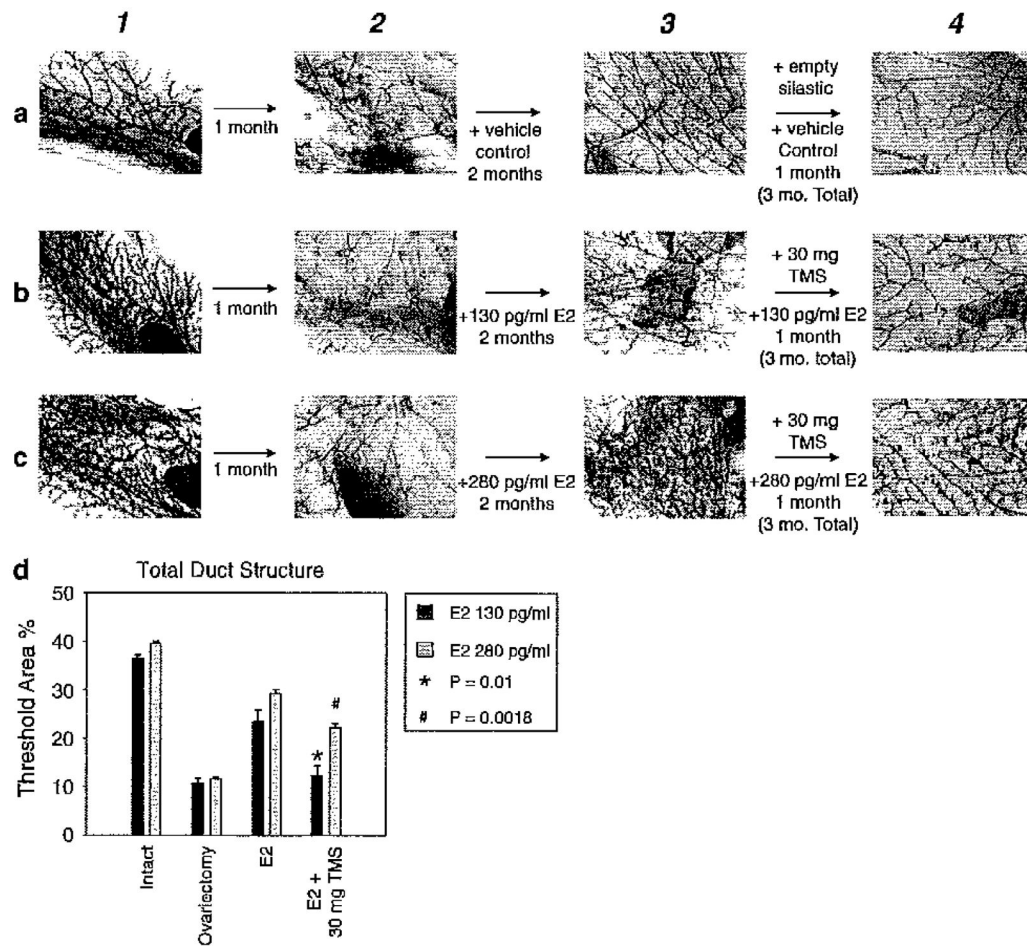 1 2 3 4
a
1 month
+ vehicle
control
2 months
+ empty
silastic
+ vehicle
Control
1 month
(3 mo. Total)
b
1 month
+130 pg/ml E2
2 months
+ 30 mg
TMS
+130 pg/ml E2
1 month
(3 mo. total)
c
1 month
+280 pg/ml E2
2 months
+ 30 mg
TMS
+280 pg/ml E2
1 month
(3 mo. Total)
d
Total Duct Structure
Threshold Area %
50
40
30
20
10
0
*
#
Intact
Ovariectomy
E2
E2 +
30 mg TMS
E2 130 pg/ml
E2 280 pg/ml
* P = 0.01
# P = 0.0018